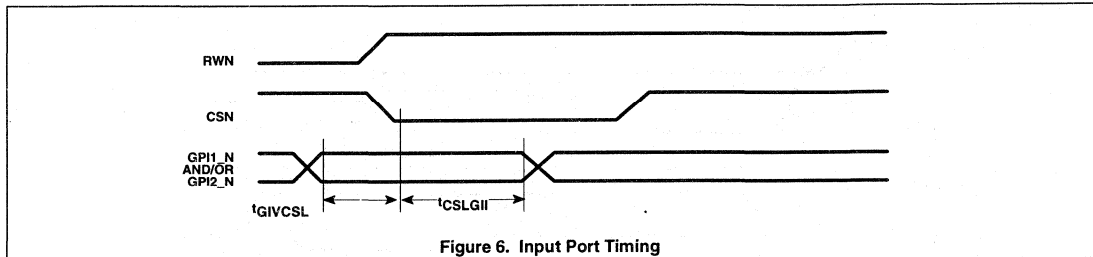 RWN
CSN
GPI1_N
AND/OR
GPI2_N
tGIVCSL
tCSLGII
Figure 6. Input Port Timing